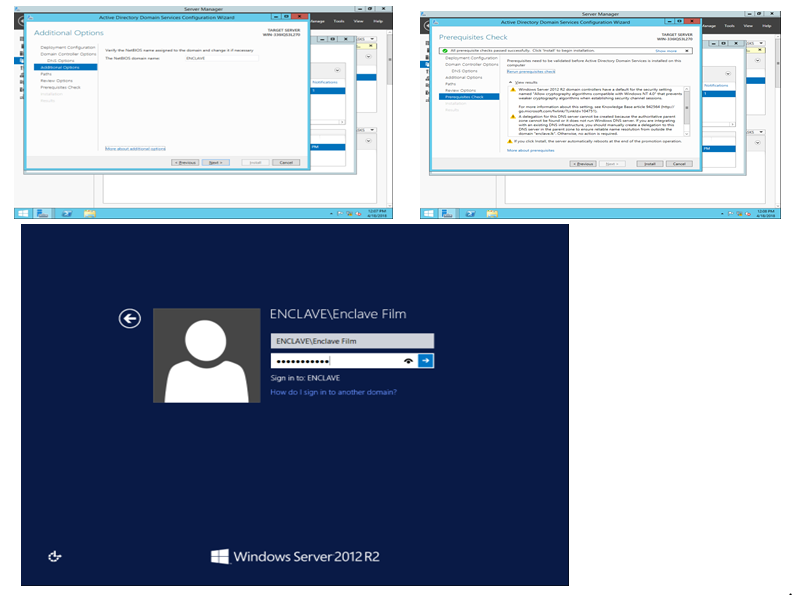 Server Manager
Active Directory Domain Services Configuration Wizard
Additional Options
TARGET SERVER
Deployment Configuration
Domain Controller Options
DNS Options
Additional Options
Paths
Review Options
Prerequisites Check
Installation
Results
Verify the NetBIOS name assigned to the domain and change it if necessary
The NetBIOS domain name:
ENCLAVE
More about additional options
< Previous
Next >
Install
Cancel
Manage Tools View Help
Notifications
1
PM
12:07 PM
Server Manager
Active Directory Domain Services Configuration Wizard
Prerequisites Check
TARGET SERVER
All prerequisite checks passed successfully. Click 'Install' to begin installation.
Show more
Deployment Configuration
Domain Controller Options
DNS Options
Additional Options
Paths
Review Options
Prerequisites Check
Installation
Results
Prerequisites need to be validated before Active Directory Domain Services is installed on this
computer
Rerun prerequisites check
View results
Windows Server 2012 R2 domain controllers have a default for the security setting
named "Allow cryptography algorithms compatible with Windows NT 4.0" that prevents
weaker cryptography algorithms when establishing security channel sessions.
For more information about this setting, see Knowledge Base article 942564 (http://
go.microsoft.com/fwlink/?LinkId=104751).
A delegation for this DNS server cannot be created because the authoritative parent
zone cannot be found or it does not run Windows DNS server. If you are integrating
with an existing DNS infrastructure, you should manually create a delegation to this
DNS server in the parent zone to ensure reliable name resolution from outside the
Otherwise, no action is required.
If you click Install, the server automatically reboots at the end of the promotion operation.
More about prerequisites
< Previous
Next >
Install
Cancel
Manage Tools View Help
Notifications
1
PM
ENCLAVE\Enclave Film
ENCLAVE\Enclave Film
Sign in to: ENCLAVE
How do I sign in to another domain?
Windows Server 2012 R2